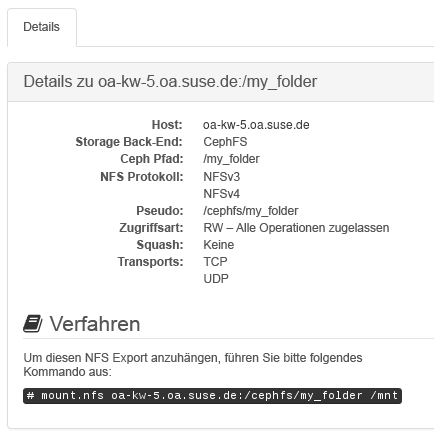 Details
Details zu oa-kw-5.oa.suse.de:/my_folder
Host: oa-kw-5.oa.suse.de
Storage Back-End: CephFS
Ceph Pfad: /my_folder
NFS Protokoll: NFSv3
NFSv4
Pseudo: /cephfs/my_folder
Zugriffsart: RW – Alle Operationen zugelassen
Squash: Keine
Transports: TCP
UDP
Verfahren
Um diesen NFS Export anzuhängen, führen Sie bitte folgendes
Kommando aus:
# mount.nfs oa-kw-5.oa.suse.de:/cephfs/my_folder /mnt